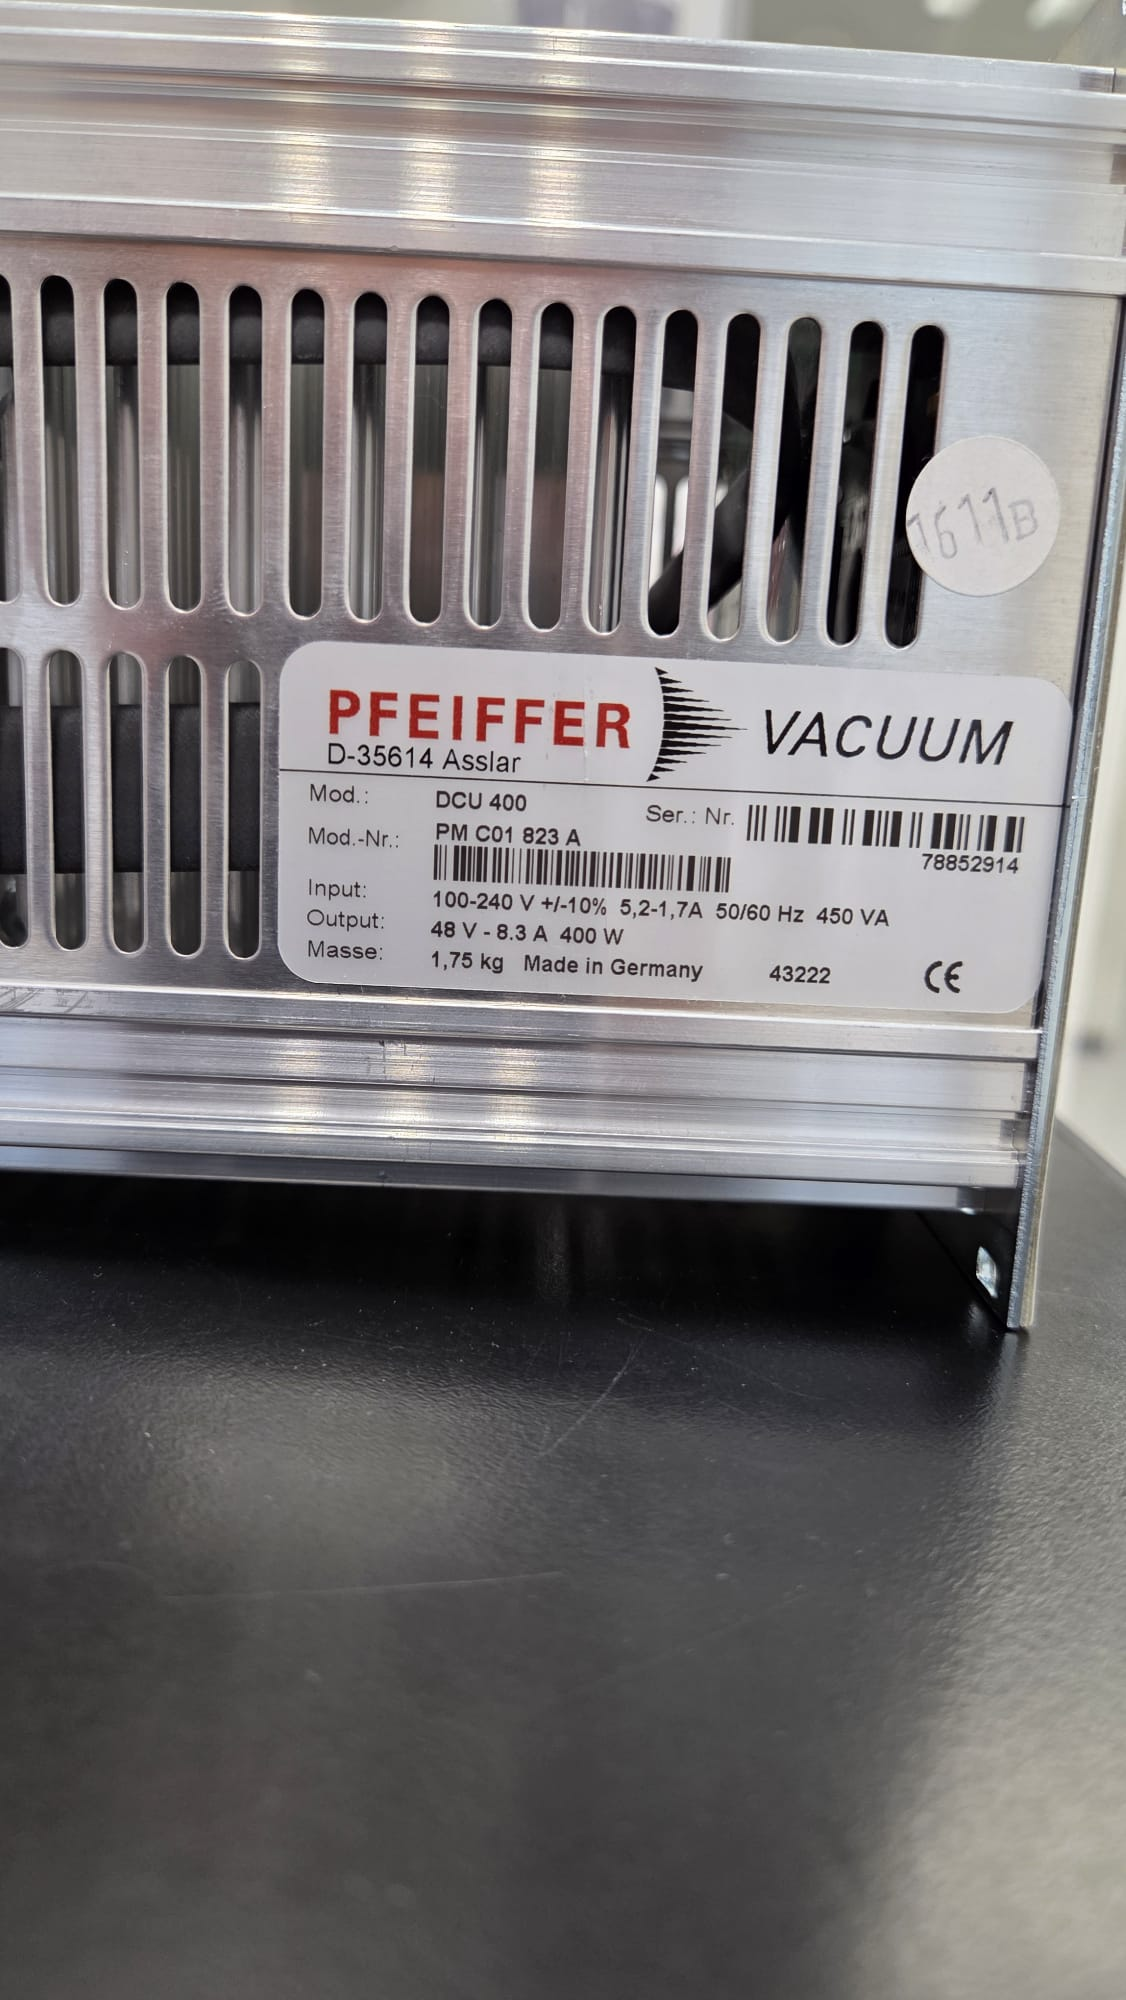 1611B
PFEIFFER VACUUM
D-35614 Asslar
Mod.: DCU 400
Ser.: Nr. 78852914
Mod.-Nr.: PM C01 823 A
Input: 100-240 V +/-10% 5,2-1,7A 50/60 Hz 450 VA
Output: 48 V - 8.3 A 400 W
Masse: 1,75 kg Made in Germany 43222 CE